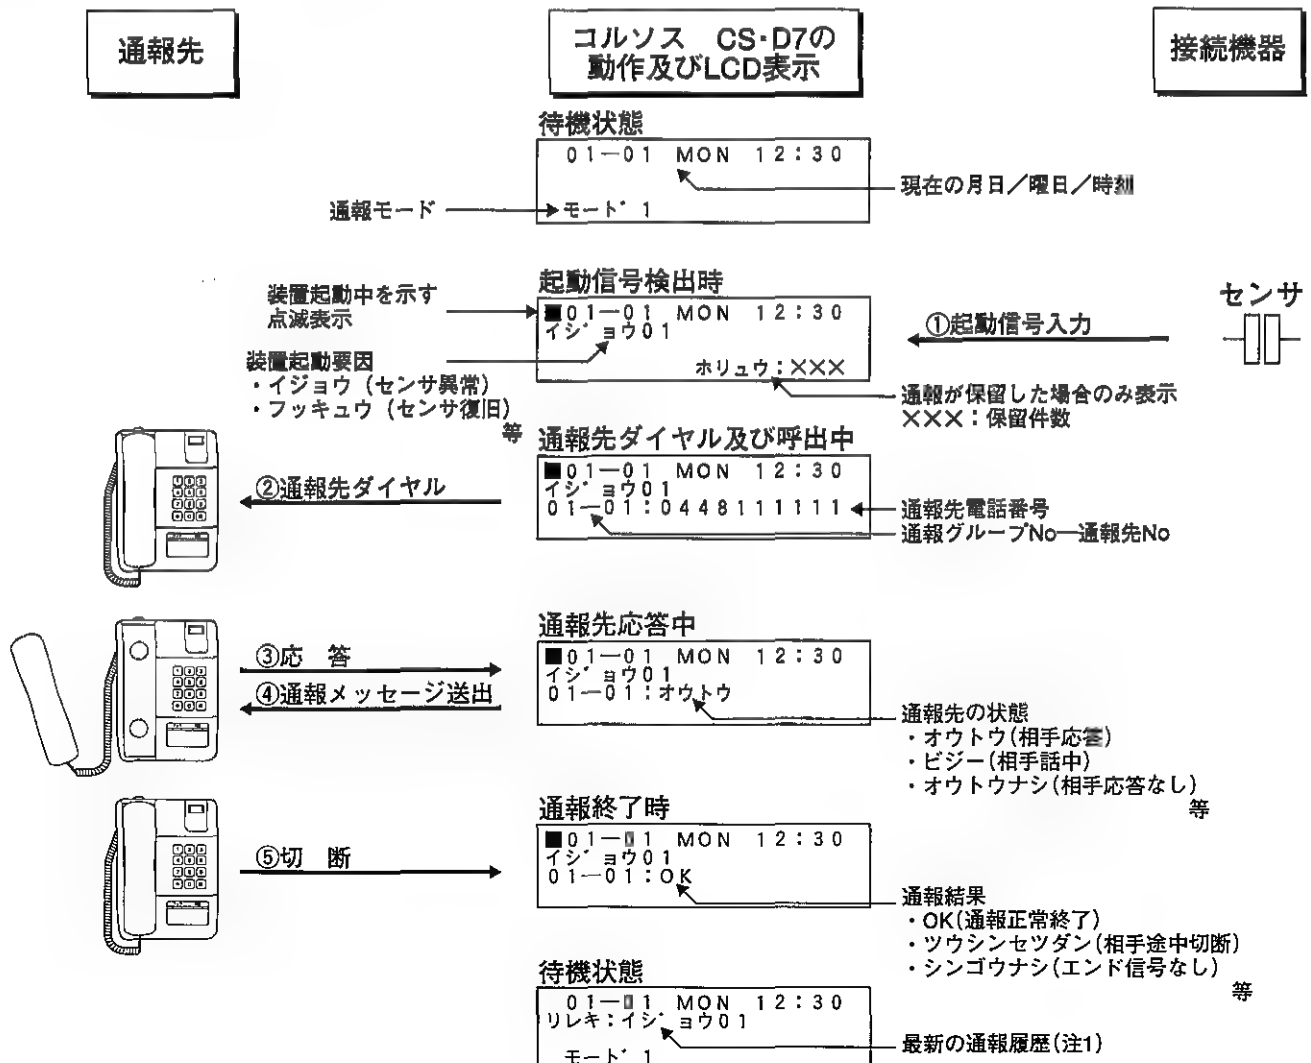 通報先
コルソス CS・D7の
動作及びLCD表示
接続機器
待機状態
01―01 MON 12:30
モード 1
現在の月日／曜日／時刻
通報モード
起動信号検出時
■01―01 MON 12:30
イジョウ01
ホリュウ:×××
装置起動中を示す
点滅表示
装置起動要因
・イジョウ（センサ異常）
・フッキュウ（センサ復旧）
等
センサ
①起動信号入力
通報が保留した場合のみ表示
×××：保留件数
通報先ダイヤル及び呼出中
■01―01 MON 12:30
イジョウ01
01―01:0448111111
②通報先ダイヤル
通報先電話番号
通報グループNo―通報先No
通報先応答中
■01―01 MON 12:30
イジョウ01
01―01:オウトウ
③応 答
④通報メッセージ送出
通報先の状態
・オウトウ(相手応答)
・ビジー(相手話中)
・オウトウナシ(相手応答なし)
等
通報終了時
■01―01 MON 12:30
イジョウ01
01―01:OK
⑤切 断
通報結果
・OK(通報正常終了)
・ツウシンセツダン(相手途中切断)
・シンゴウナシ(エンド信号なし)
等
待機状態
01―01 MON 12:30
リレキ:イジョウ01
モード 1
最新の通報履歴(注1)